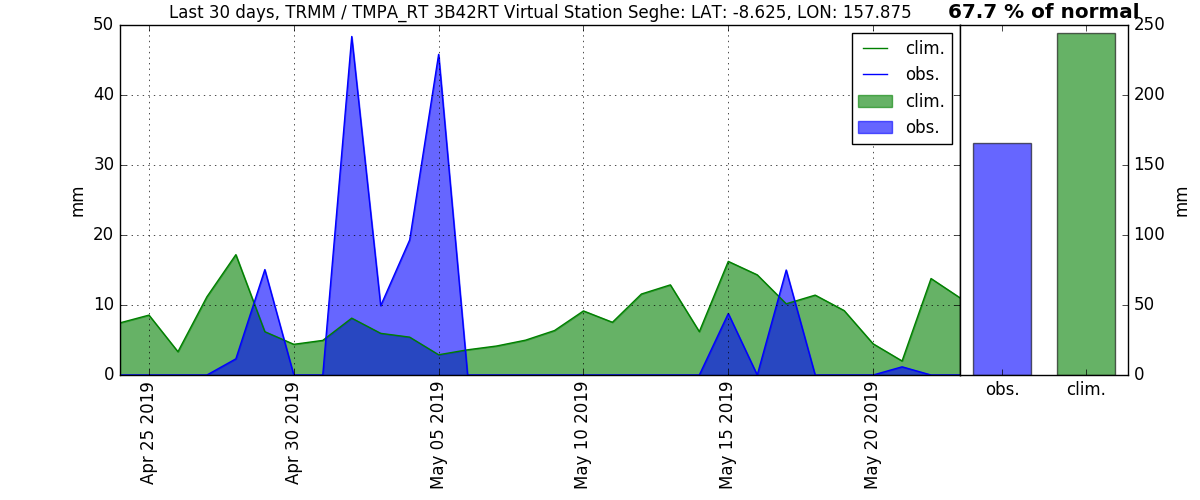 Last 30 days, TRMM / TMPA_RT 3B42RT Virtual Station Seghe: LAT: -8.625, LON: 157.875
67.7 % of normal
50
40
30
20
10
0
mm
clim.
obs.
clim.
obs.
250
200
150
100
50
0
mm
Apr 25 2019
Apr 30 2019
May 05 2019
May 10 2019
May 15 2019
May 20 2019
obs.
clim.